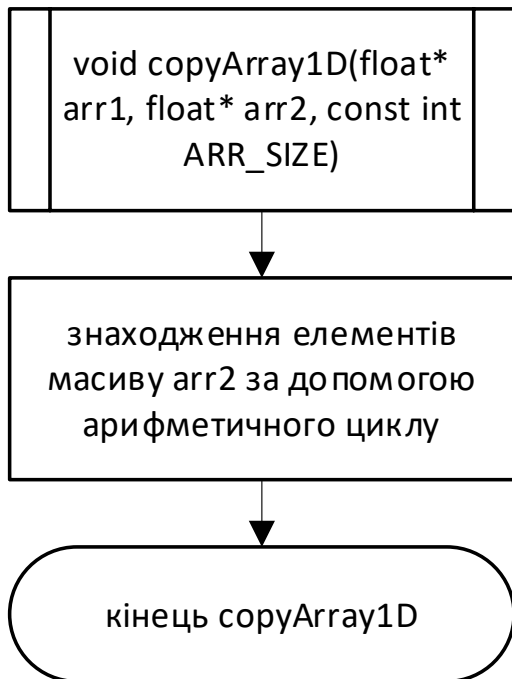 void copyArray1D(float*
arr1, float* arr2, const int
ARR_SIZE)
знаходження елементів
масиву arr2 за допомогою
арифметичного циклу
кінець copyArray1D